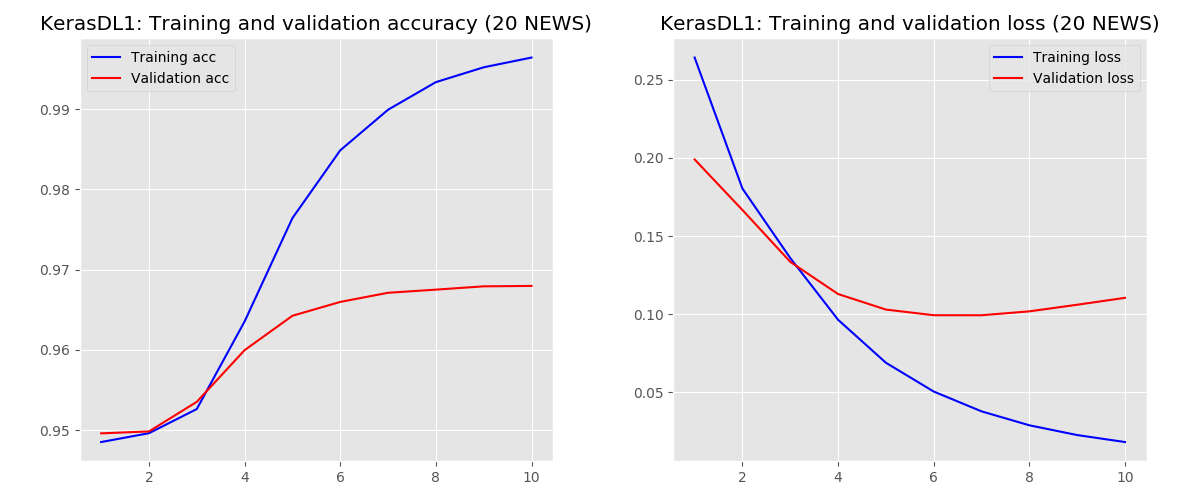 KerasDL1: Training and validation accuracy (20 NEWS)
Training acc
Validation acc
0.99
0.98
0.97
0.96
0.95
2 4 6 8 10
KerasDL1: Training and validation loss (20 NEWS)
Training loss
Validation loss
0.25
0.20
0.15
0.10
0.05
2 4 6 8 10